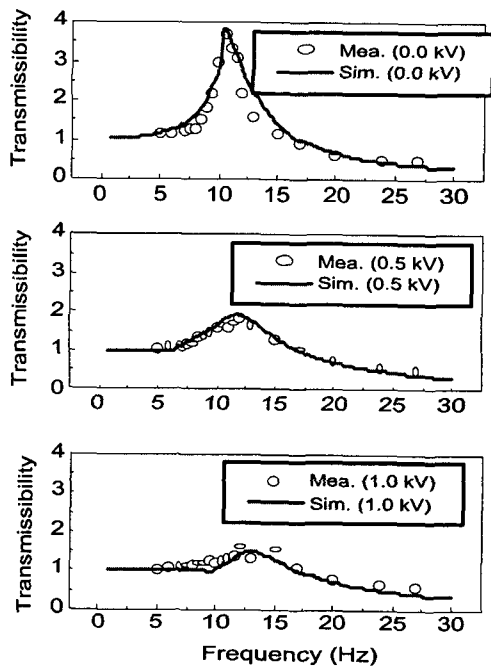 4
3
2
1
0
Transmissibility
Mea. (0.0 kV)
Sim. (0.0 kV)
0 5 10 15 20 25 30
4
3
2
1
0
Transmissibility
Mea. (0.5 kV)
Sim. (0.5 kV)
0 5 10 15 20 25 30
4
3
2
1
0
Transmissibility
Mea. (1.0 kV)
Sim. (1.0 kV)
0 5 10 15 20 25 30
Frequency (Hz)